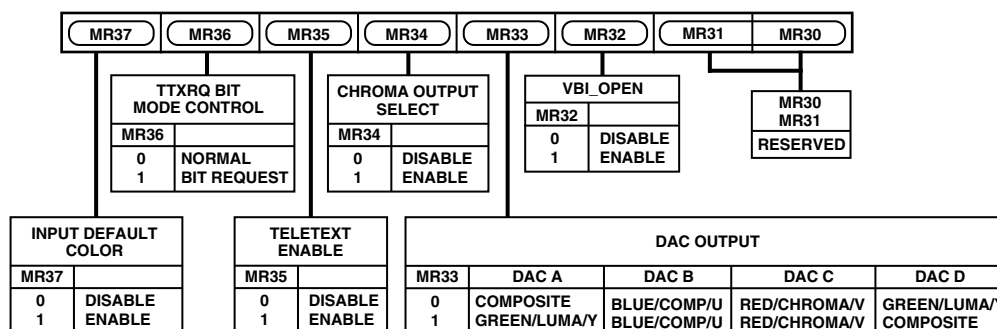 MR37 MR36 MR35 MR34 MR33 MR32 MR31 MR30
TTXRQ BIT
MODE CONTROL
MR36
0 NORMAL
1 BIT REQUEST
CHROMA OUTPUT
SELECT
MR34
0 DISABLE
1 ENABLE
VBI_OPEN
MR32
0 DISABLE
1 ENABLE
MR30
MR31
RESERVED
INPUT DEFAULT
COLOR
MR37
0 DISABLE
1 ENABLE
TELETEXT
ENABLE
MR35
0 DISABLE
1 ENABLE
DAC OUTPUT
MR33 DAC A DAC B DAC C DAC D
0 COMPOSITE BLUE/COMP/U RED/CHROMA/V GREEN/LUMA/Y
1 GREEN/LUMA/Y BLUE/COMP/U RED/CHROMA/V COMPOSITE